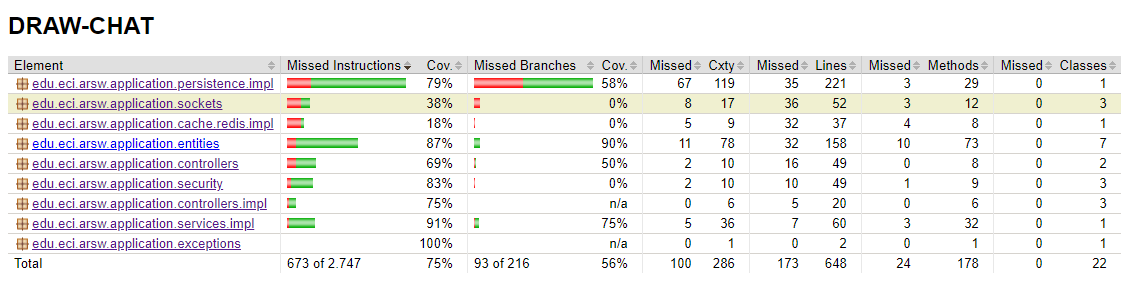 DRAW-CHAT
Element Missed Instructions Cov. Missed Branches Cov. Missed Cxty Missed Lines Missed Methods Missed Classes
edu.eci.arsw.application.persistence.impl 79% 58% 67 119 35 221 3 29 0 1
edu.eci.arsw.application.sockets 38% 0% 8 17 36 52 3 12 0 3
edu.eci.arsw.application.cache.redis.impl 18% 0% 5 9 32 37 4 8 0 1
edu.eci.arsw.application.entities 87% 90% 11 78 32 158 10 73 0 7
edu.eci.arsw.application.controllers 69% 50% 2 10 16 49 0 8 0 2
edu.eci.arsw.application.security 83% 0% 2 10 10 49 1 9 0 3
edu.eci.arsw.application.controllers.impl 75% n/a 0 6 5 20 0 6 0 3
edu.eci.arsw.application.services.impl 91% 75% 5 36 7 60 3 32 0 1
edu.eci.arsw.application.exceptions 100% n/a 0 1 0 2 0 1 0 1
Total 673 of 2.747 75% 93 of 216 56% 100 286 173 648 24 178 0 22